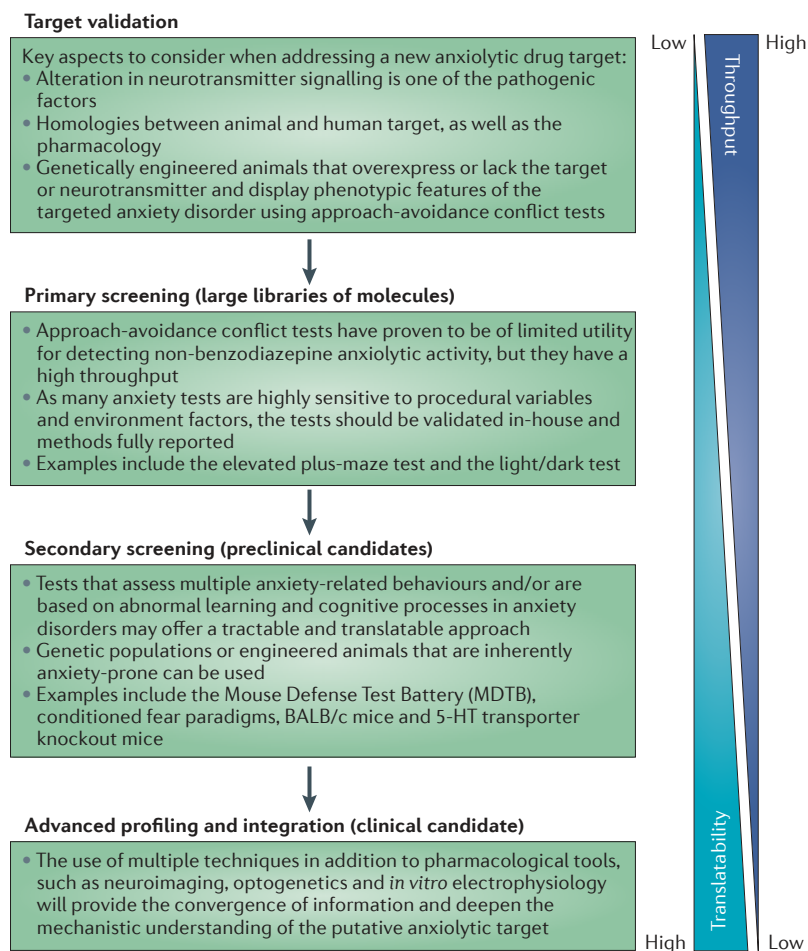 Target validation
Key aspects to consider when addressing a new anxiolytic drug target:
• Alteration in neurotransmitter signalling is one of the pathogenic
factors
• Homologies between animal and human target, as well as the
pharmacology
• Genetically engineered animals that overexpress or lack the target
or neurotransmitter and display phenotypic features of the
targeted anxiety disorder using approach-avoidance conflict tests
Primary screening (large libraries of molecules)
• Approach-avoidance conflict tests have proven to be of limited utility
for detecting non-benzodiazepine anxiolytic activity, but they have a
high throughput
• As many anxiety tests are highly sensitive to procedural variables
and environment factors, the tests should be validated in-house and
methods fully reported
• Examples include the elevated plus-maze test and the light/dark test
Secondary screening (preclinical candidates)
• Tests that assess multiple anxiety-related behaviours and/or are
based on abnormal learning and cognitive processes in anxiety
disorders may offer a tractable and translatable approach
• Genetic populations or engineered animals that are inherently
anxiety-prone can be used
• Examples include the Mouse Defense Test Battery (MDTB),
conditioned fear paradigms, BALB/c mice and 5-HT transporter
knockout mice
Advanced profiling and integration (clinical candidate)
• The use of multiple techniques in addition to pharmacological tools,
such as neuroimaging, optogenetics and in vitro electrophysiology
will provide the convergence of information and deepen the
mechanistic understanding of the putative anxiolytic target
Low
High
Throughput
Translatability
High
Low